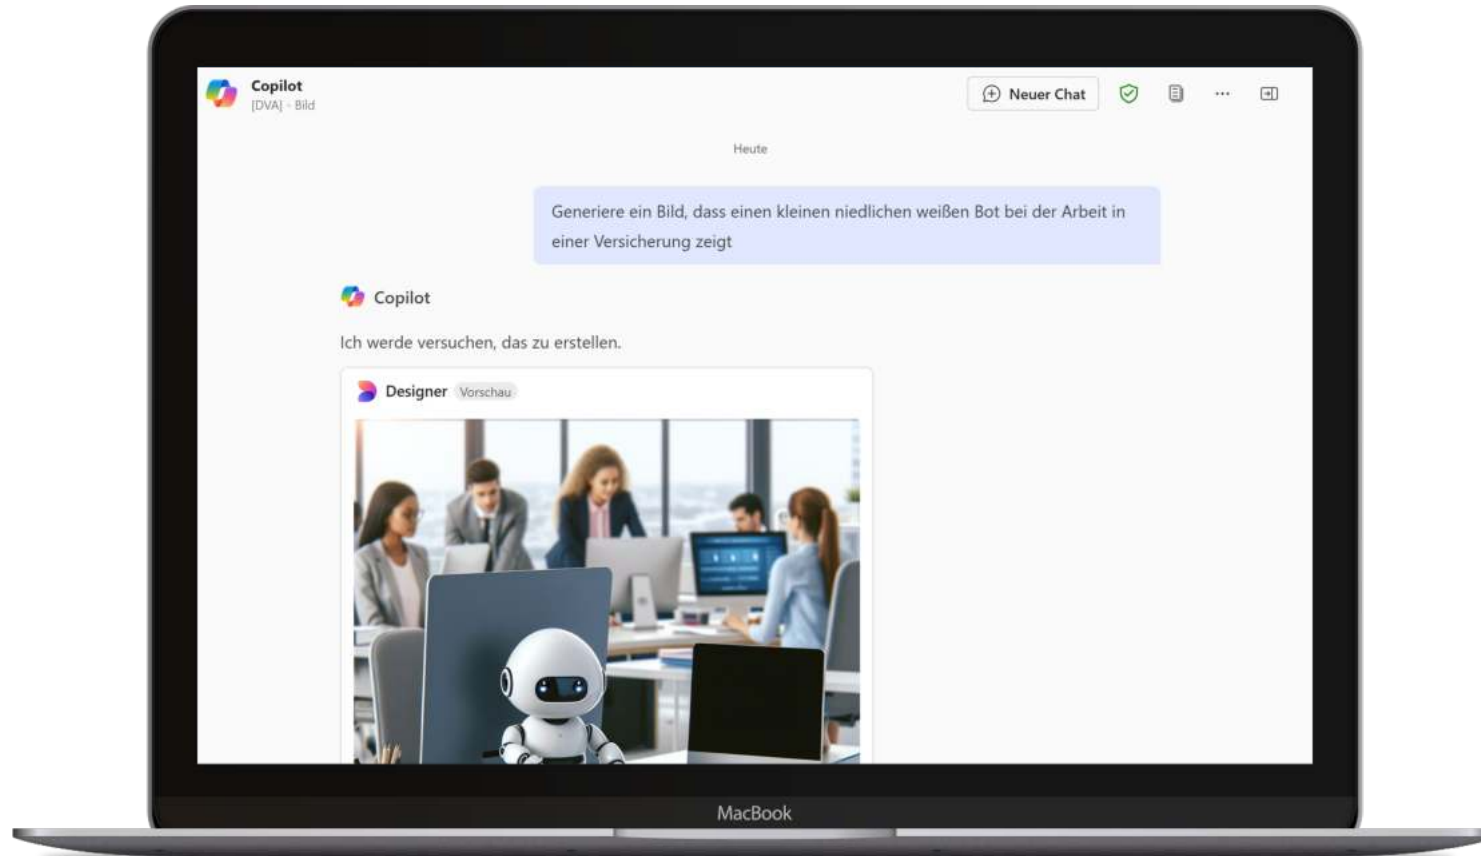 Copilot
[DVA] - Bild
Neuer Chat
Heute
Generiere ein Bild, dass einen kleinen niedlichen weißen Bot bei der Arbeit in
einer Versicherung zeigt
Copilot
Ich werde versuchen, das zu erstellen.
Designer Vorschau
MacBook